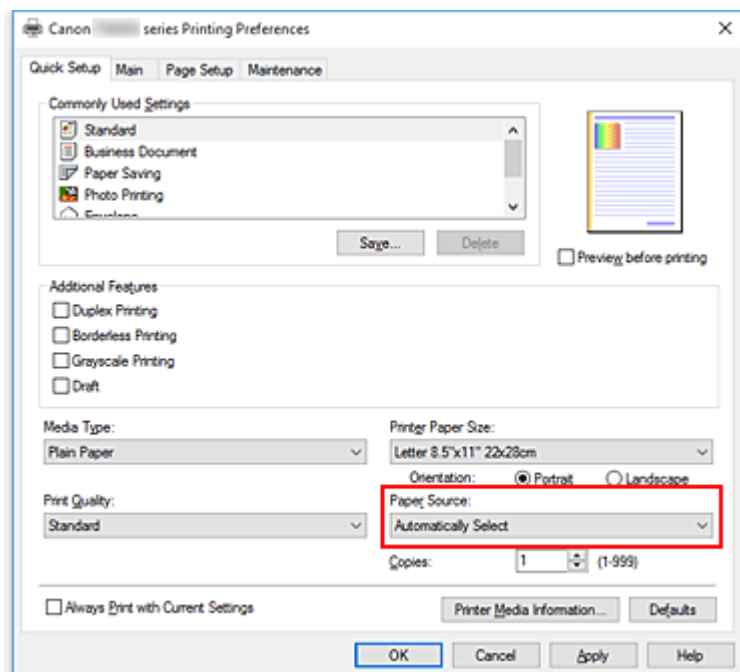 Canon series Printing Preferences
Quick Setup Main Page Setup Maintenance
Commonly Used Settings
Standard
Business Document
Paper Saving
Photo Printing
Envelope
Save... Delete
Preview before printing
Additional Features
Duplex Printing
Borderless Printing
Grayscale Printing
Draft
Media Type: Printer Paper Size:
Plain Paper Letter 8.5"x11" 22x28cm
Orientation: Portrait Landscape
Print Quality: Paper Source:
Standard Automatically Select
Copies: 1 (1-999)
Always Print with Current Settings Printer Media Information... Defaults
OK Cancel Apply Help